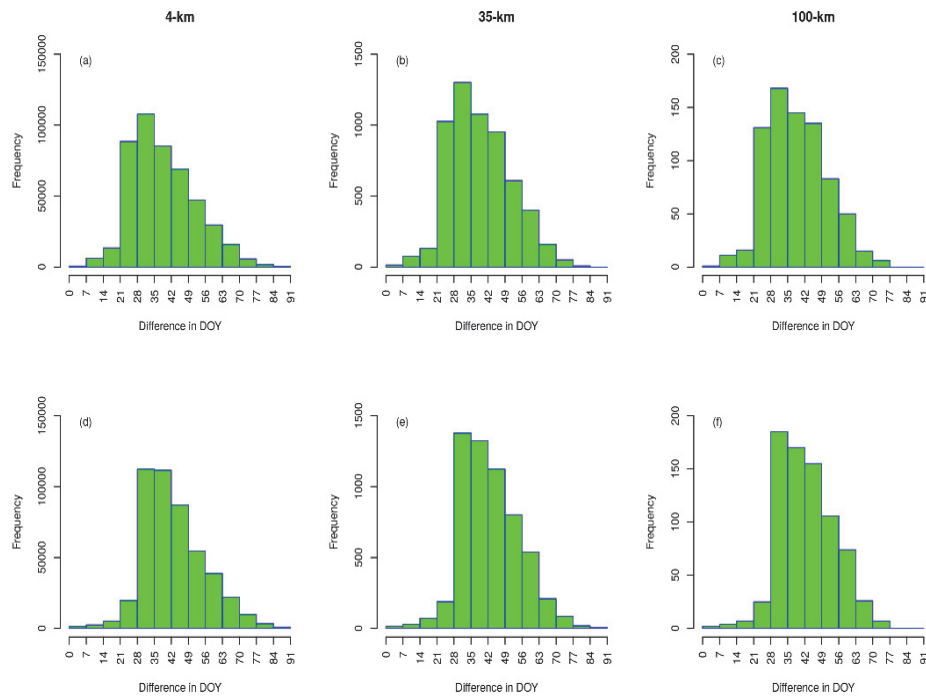 4-km 35-km 100-km
(a) (b) (c)
Frequency Frequency Frequency
150000 1500 200
100000 1000 150
50000 500 100
0 0 50
0
0 7 14 21 28 35 42 49 56 63 70 77 84 91 0 7 14 21 28 35 42 49 56 63 70 77 84 91 0 7 14 21 28 35 42 49 56 63 70 77 84 91
Difference in DOY Difference in DOY Difference in DOY
(d) (e) (f)
Frequency Frequency Frequency
150000 1500 200
100000 1000 150
50000 500 100
0 0 50
0
0 7 14 21 28 35 42 49 56 63 70 77 84 91 0 7 14 21 28 35 42 49 56 63 70 77 84 91 0 7 14 21 28 35 42 49 56 63 70 77 84 91
Difference in DOY Difference in DOY Difference in DOY